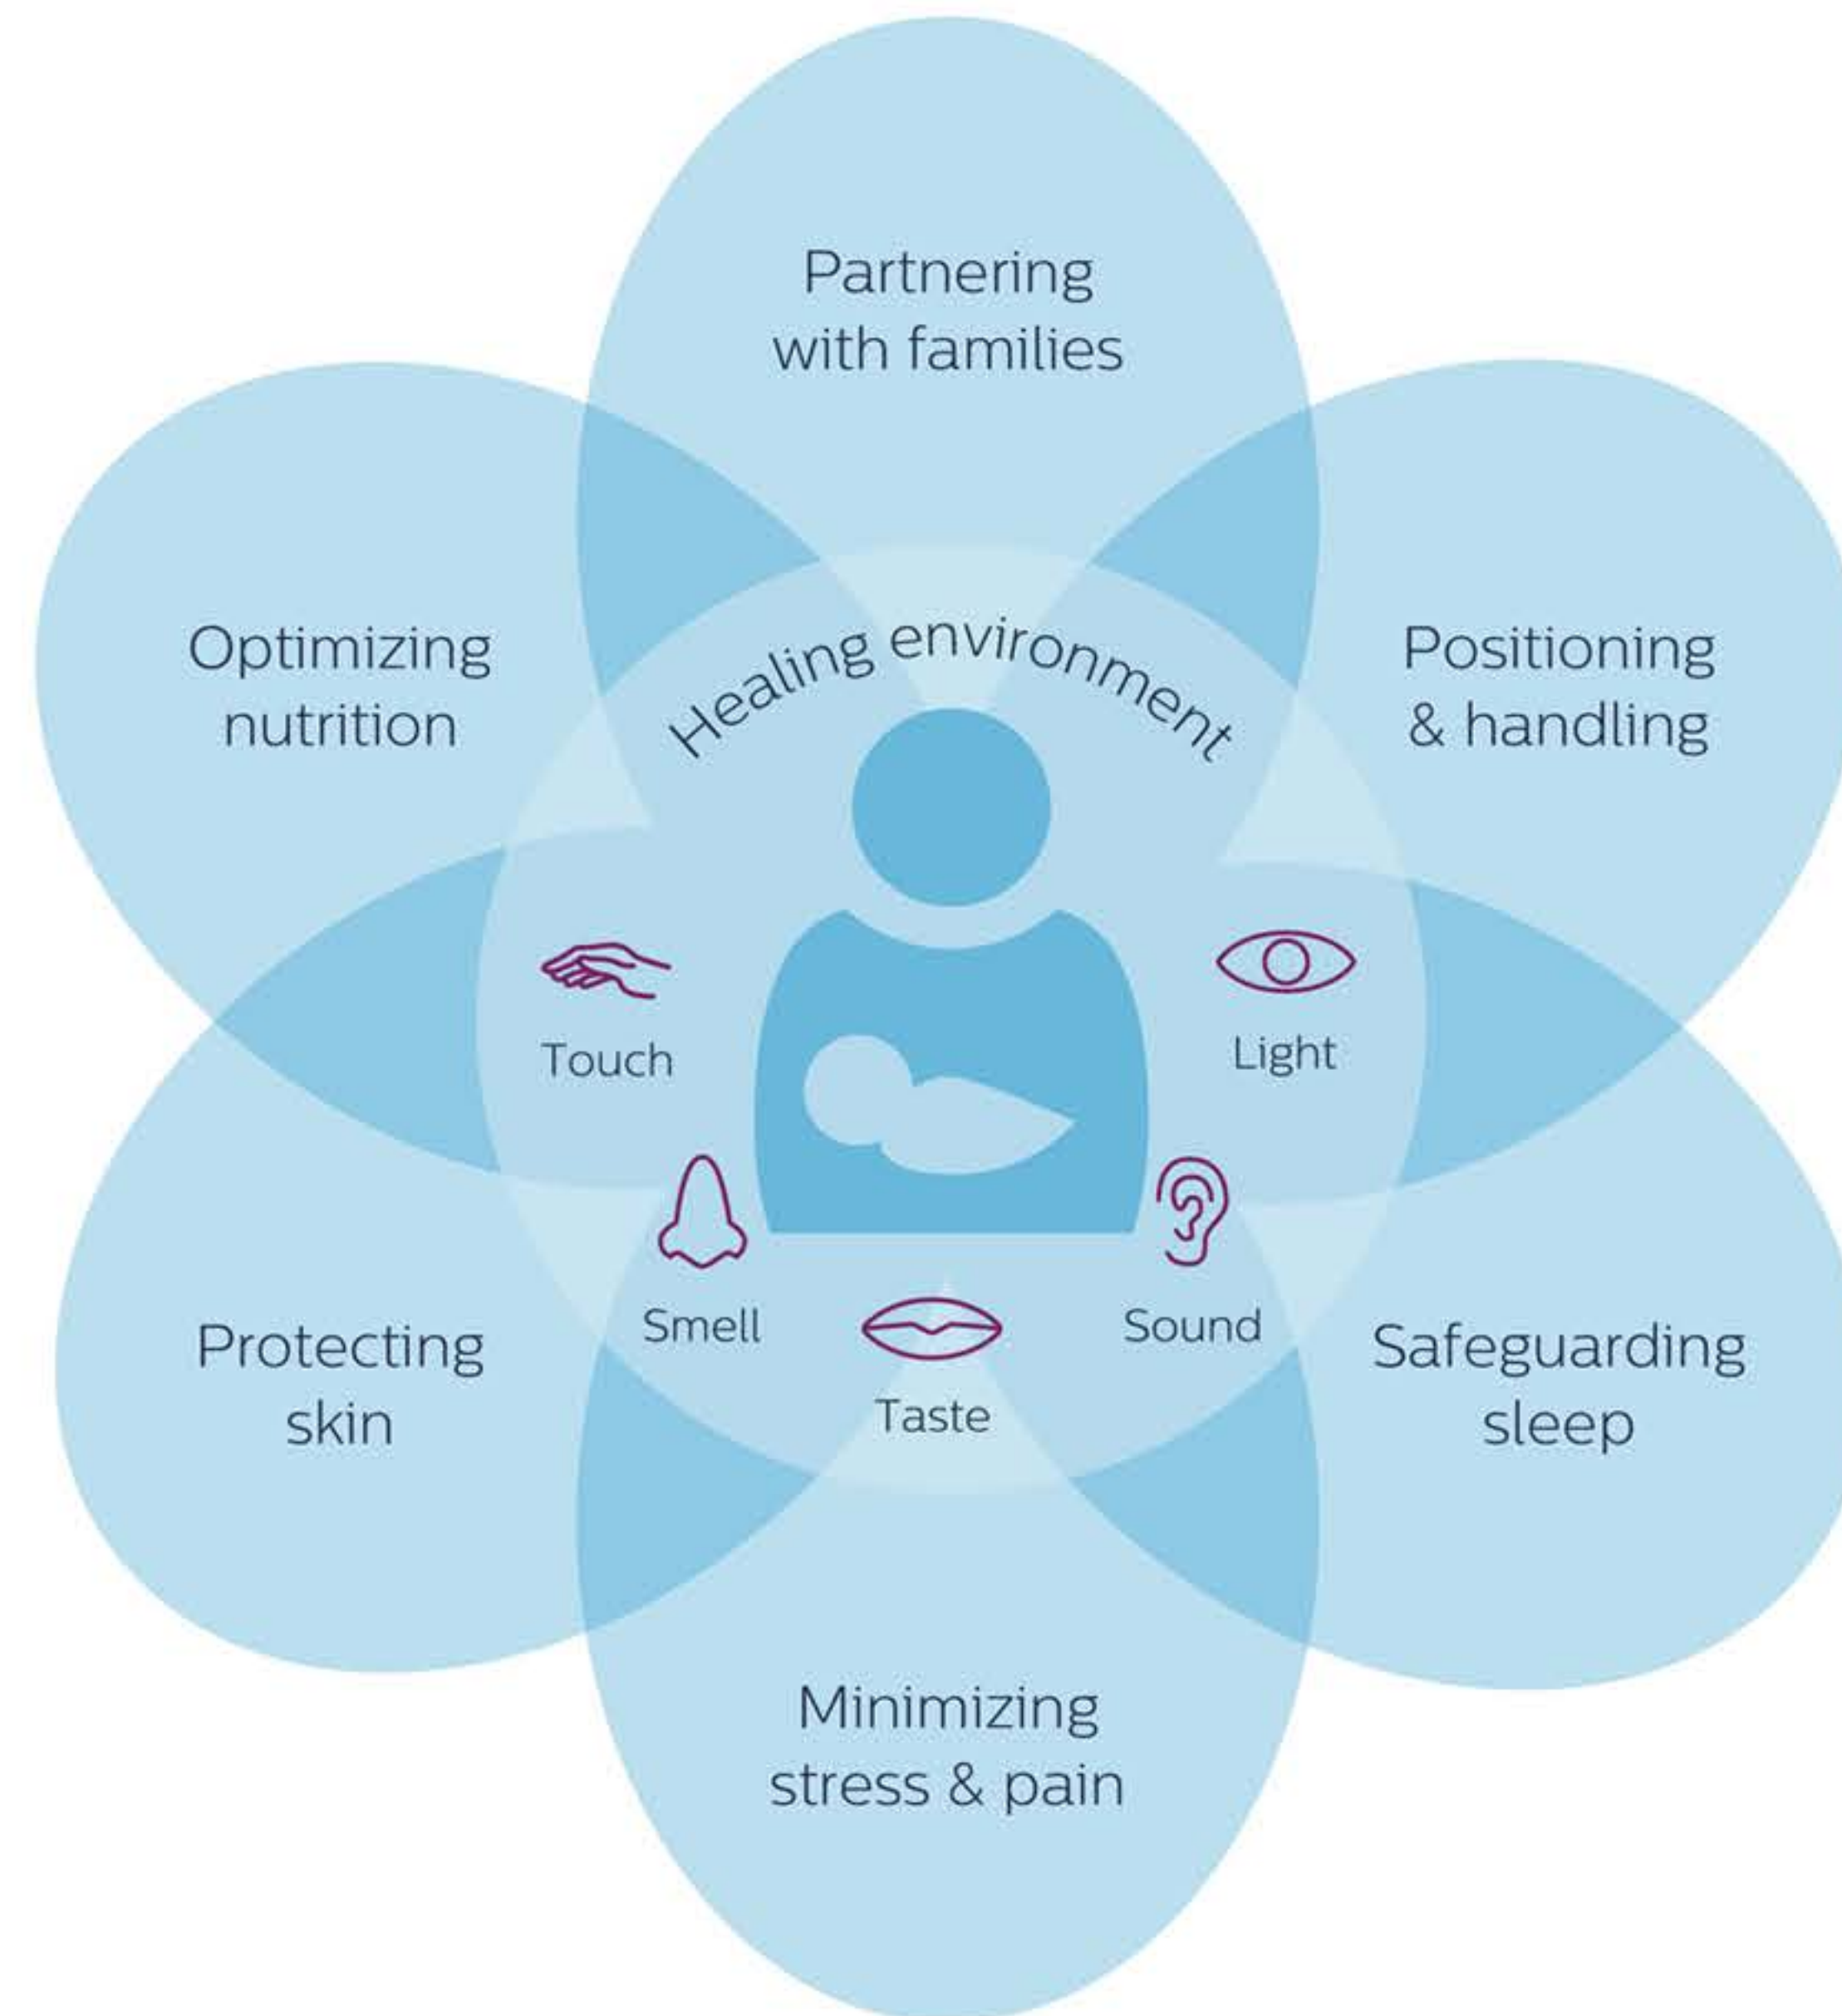 Partnering
with families
Optimizing
nutrition
Positioning
& handling
Healing environment
Touch
Light
Smell
Sound
Taste
Protecting
skin
Safeguarding
sleep
Minimizing
stress & pain